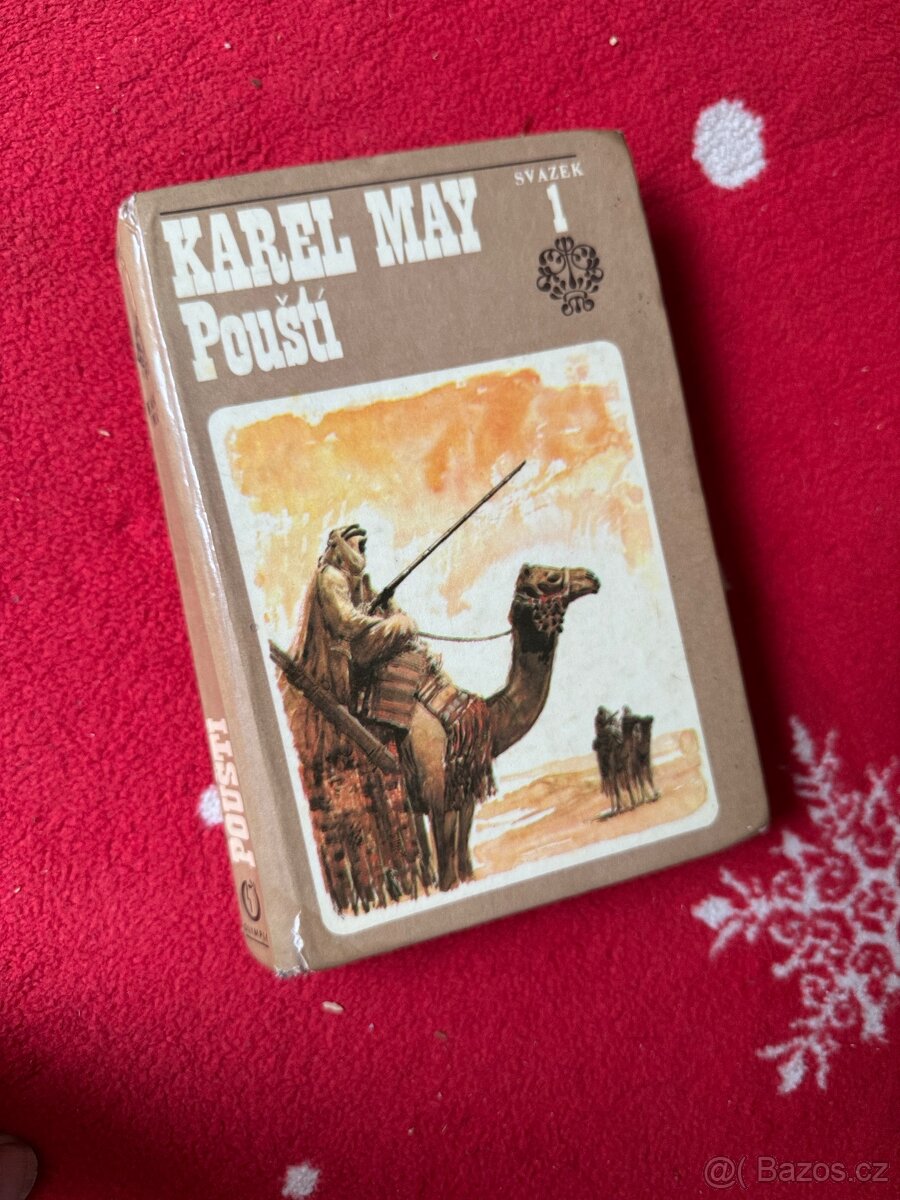 KAREL MAY
SVAZEK
1
Pouští
POUŠTÍ
@( Bazos.cz